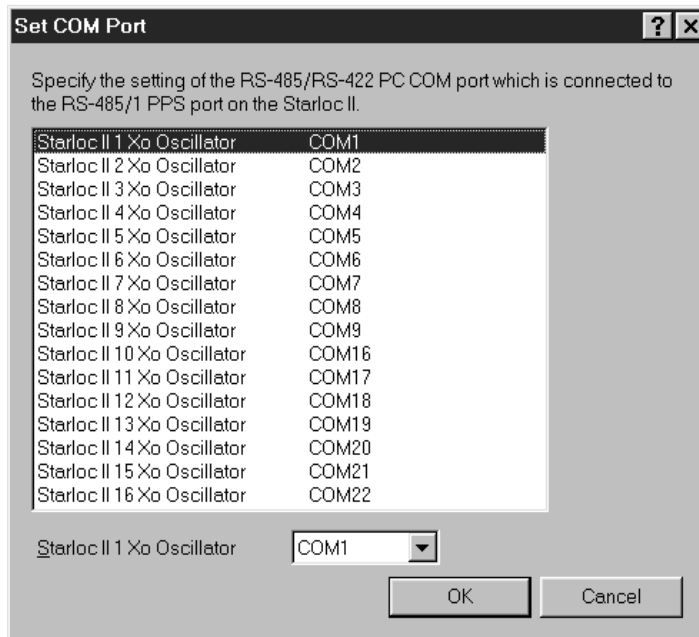 Set COM Port
Specify the setting of the RS-485/RS-422 PC COM port which is connected to
the RS-485/1 PPS port on the Starloc II.
Starloc II 1 Xo Oscillator COM1
Starloc II 2 Xo Oscillator COM2
Starloc II 3 Xo Oscillator COM3
Starloc II 4 Xo Oscillator COM4
Starloc II 5 Xo Oscillator COM5
Starloc II 6 Xo Oscillator COM6
Starloc II 7 Xo Oscillator COM7
Starloc II 8 Xo Oscillator COM8
Starloc II 9 Xo Oscillator COM9
Starloc II 10 Xo Oscillator COM16
Starloc II 11 Xo Oscillator COM17
Starloc II 12 Xo Oscillator COM18
Starloc II 13 Xo Oscillator COM19
Starloc II 14 Xo Oscillator COM20
Starloc II 15 Xo Oscillator COM21
Starloc II 16 Xo Oscillator COM22
Starloc II 1 Xo Oscillator COM1
OK Cancel